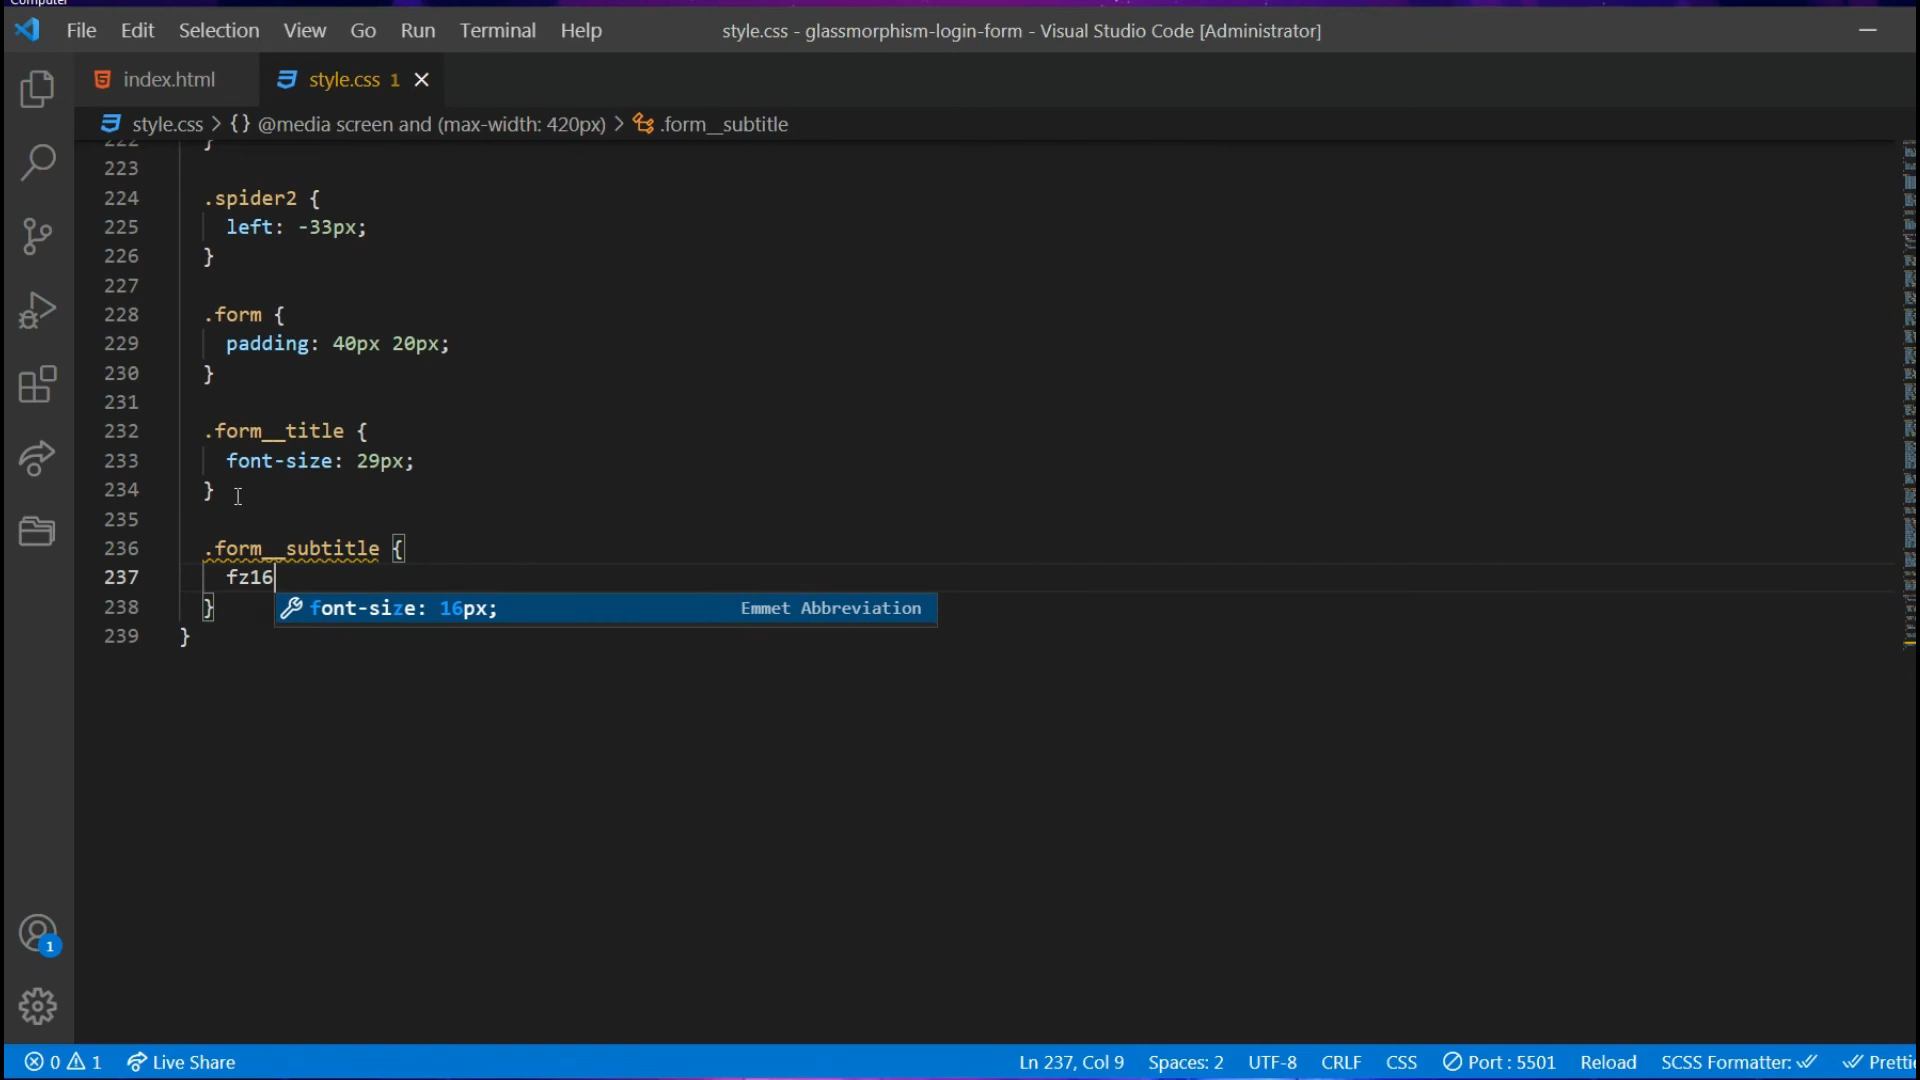 Computer
File Edit Selection View Go Run Terminal Help style.css - glassmorphism-login-form - Visual Studio Code [Administrator]
index.html style.css 1
style.css > {} @media screen and (max-width: 420px) > .form__subtitle
222 }
223
224 .spider2 {
225 left: -33px;
226 }
227
228 .form {
229 padding: 40px 20px;
230 }
231
232 .form__title {
233 font-size: 29px;
234 }
235
236 .form__subtitle {
237 fz16
238 } font-size: 16px; Emmet Abbreviation
239 }
1
0 1 Live Share Ln 237, Col 9 Spaces: 2 UTF-8 CRLF CSS Port : 5501 Reload SCSS Formatter: Pretti